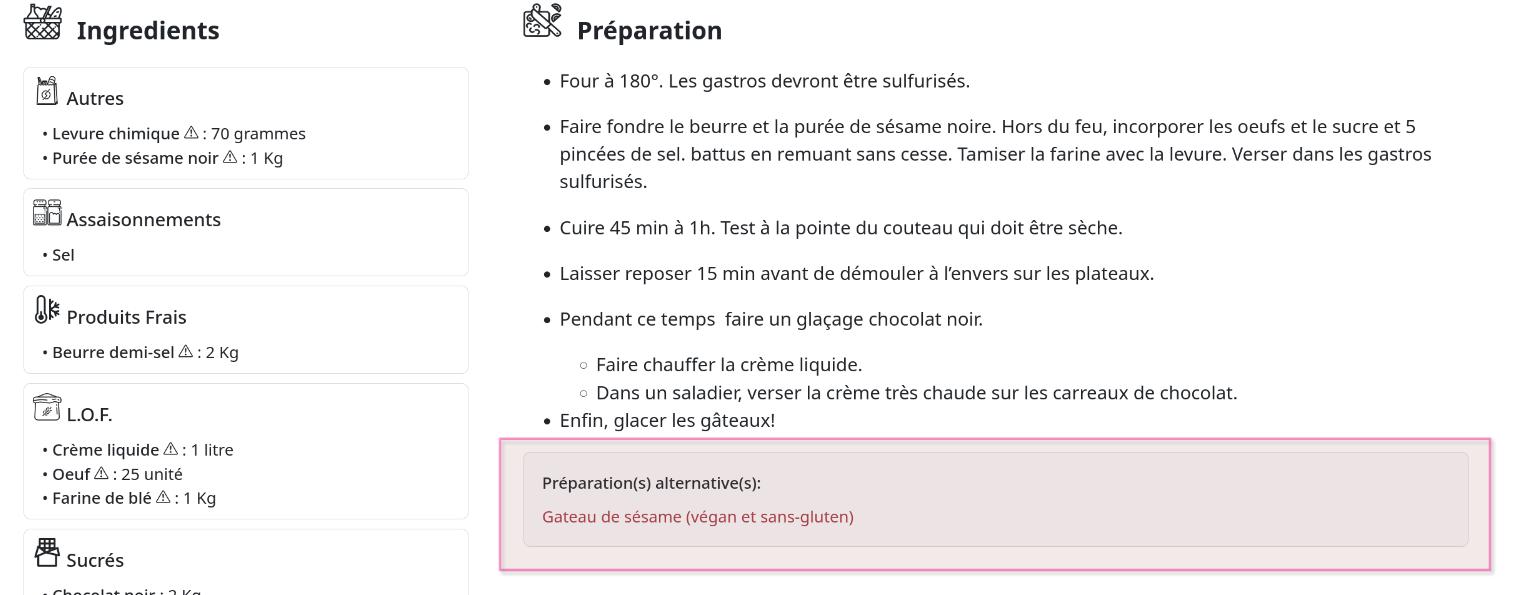 Ingredients
Autres
• Levure chimique ⚠ : 70 grammes
• Purée de sésame noir ⚠ : 1 Kg
Assaisonnements
• Sel
Produits Frais
• Beurre demi-sel ⚠ : 2 Kg
L.O.F.
• Crème liquide ⚠ : 1 litre
• Oeuf ⚠ : 25 unité
• Farine de blé ⚠ : 1 Kg
Sucrés
• Chocolat noir : 2 Kg
Préparation
• Four à 180°. Les gastros devront être sulfurisés.
• Faire fondre le beurre et la purée de sésame noire. Hors du feu, incorporer les oeufs et le sucre et 5
pincées de sel. battus en remuant sans cesse. Tamiser la farine avec la levure. Verser dans les gastros
sulfurisés.
• Cuire 45 min à 1h. Test à la pointe du couteau qui doit être sèche.
• Laisser reposer 15 min avant de démouler à l’envers sur les plateaux.
• Pendant ce temps  faire un glaçage chocolat noir.
○ Faire chauffer la crème liquide.
○ Dans un saladier, verser la crème très chaude sur les carreaux de chocolat.
• Enfin, glacer les gâteaux!
Préparation(s) alternative(s):
Gateau de sésame (végan et sans-gluten)